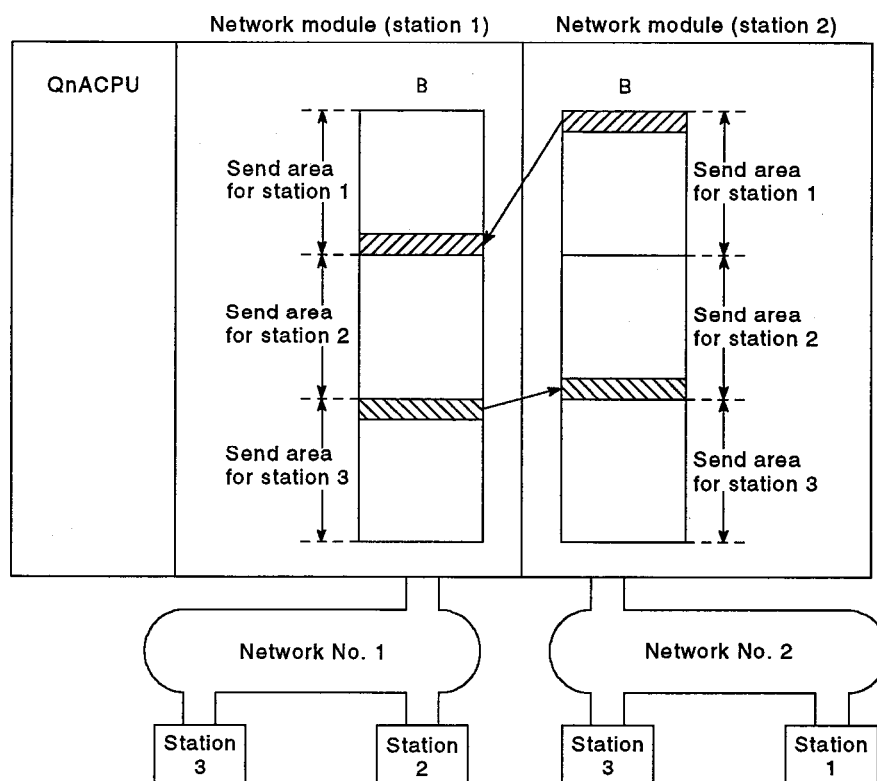 Network module (station 1)
Network module (station 2)
QnACPU
B
B
Send area
for station 1
Send area
for station 1
Send area
for station 2
Send area
for station 2
Send area
for station 3
Send area
for station 3
Network No. 1
Network No. 2
Station
3
Station
2
Station
3
Station
1